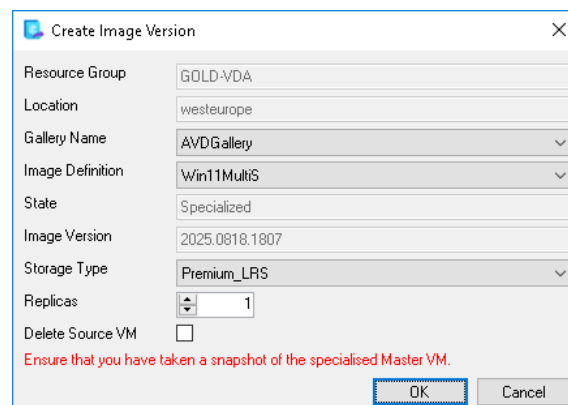 Create Image Version
Resource Group GOLD-VDA
Location westeurope
Gallery Name AVDGallery
Image Definition Win11MultiS
State Specialized
Image Version 2025.0818.1807
Storage Type Premium_LRS
Replicas 1
Delete Source VM
Ensure that you have taken a snapshot of the specialised Master VM.
OK Cancel